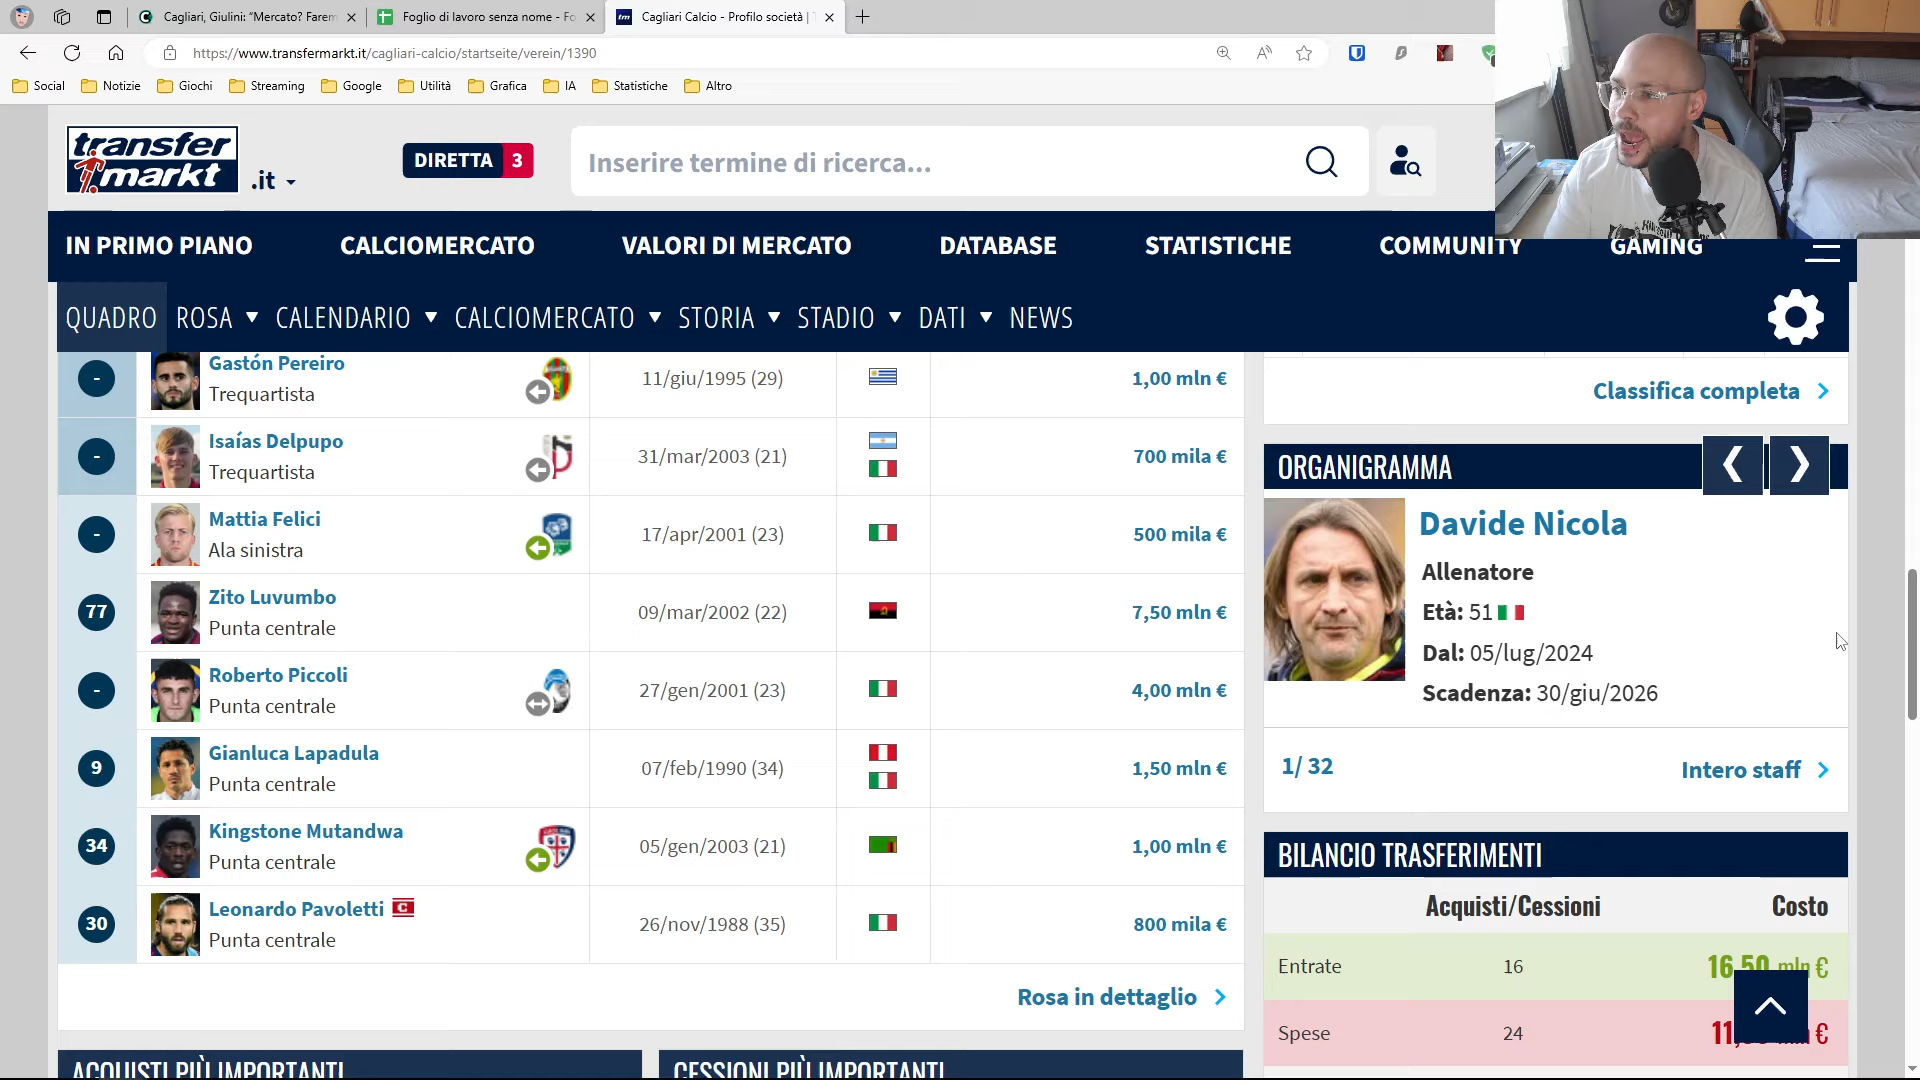 Cagliari, Giulini: “Mercato? Farem
Foglio di lavoro senza nome - Fo
Cagliari Calcio - Profilo società |
https://www.transfermarkt.it/cagliari-calcio/startseite/verein/1390
Social Notizie Giochi Streaming Google Utilità Grafica IA Statistiche Altro
transfer
markt
.it
DIRETTA 3
Inserire termine di ricerca...
IN PRIMO PIANO CALCIOMERCATO VALORI DI MERCATO DATABASE STATISTICHE COMMUNITY GAMING
QUADRO ROSA CALENDARIO CALCIOMERCATO STORIA STADIO DATI NEWS
- Gastón Pereiro 11/giu/1995 (29) 1,00 mln €
Trequartista
- Isaías Delpupo 31/mar/2003 (21) 700 mila €
Trequartista
- Mattia Felici 17/apr/2001 (23) 500 mila €
Ala sinistra
77 Zito Luvumbo 09/mar/2002 (22) 7,50 mln €
Punta centrale
- Roberto Piccoli 27/gen/2001 (23) 4,00 mln €
Punta centrale
9 Gianluca Lapadula 07/feb/1990 (34) 1,50 mln €
Punta centrale
34 Kingstone Mutandwa 05/gen/2003 (21) 1,00 mln €
Punta centrale
30 Leonardo Pavoletti C 26/nov/1988 (35) 800 mila €
Punta centrale
Rosa in dettaglio
ACQUISTI PIÙ IMPORTANTI
CESSIONI PIÙ IMPORTANTI
Classifica completa
ORGANIGRAMMA
Davide Nicola
Allenatore
Età: 51
Dal: 05/lug/2024
Scadenza: 30/giu/2026
1/ 32
Intero staff
BILANCIO TRASFERIMENTI
Acquisti/Cessioni Costo
Entrate 16 16,50 mln €
Spese 24 €